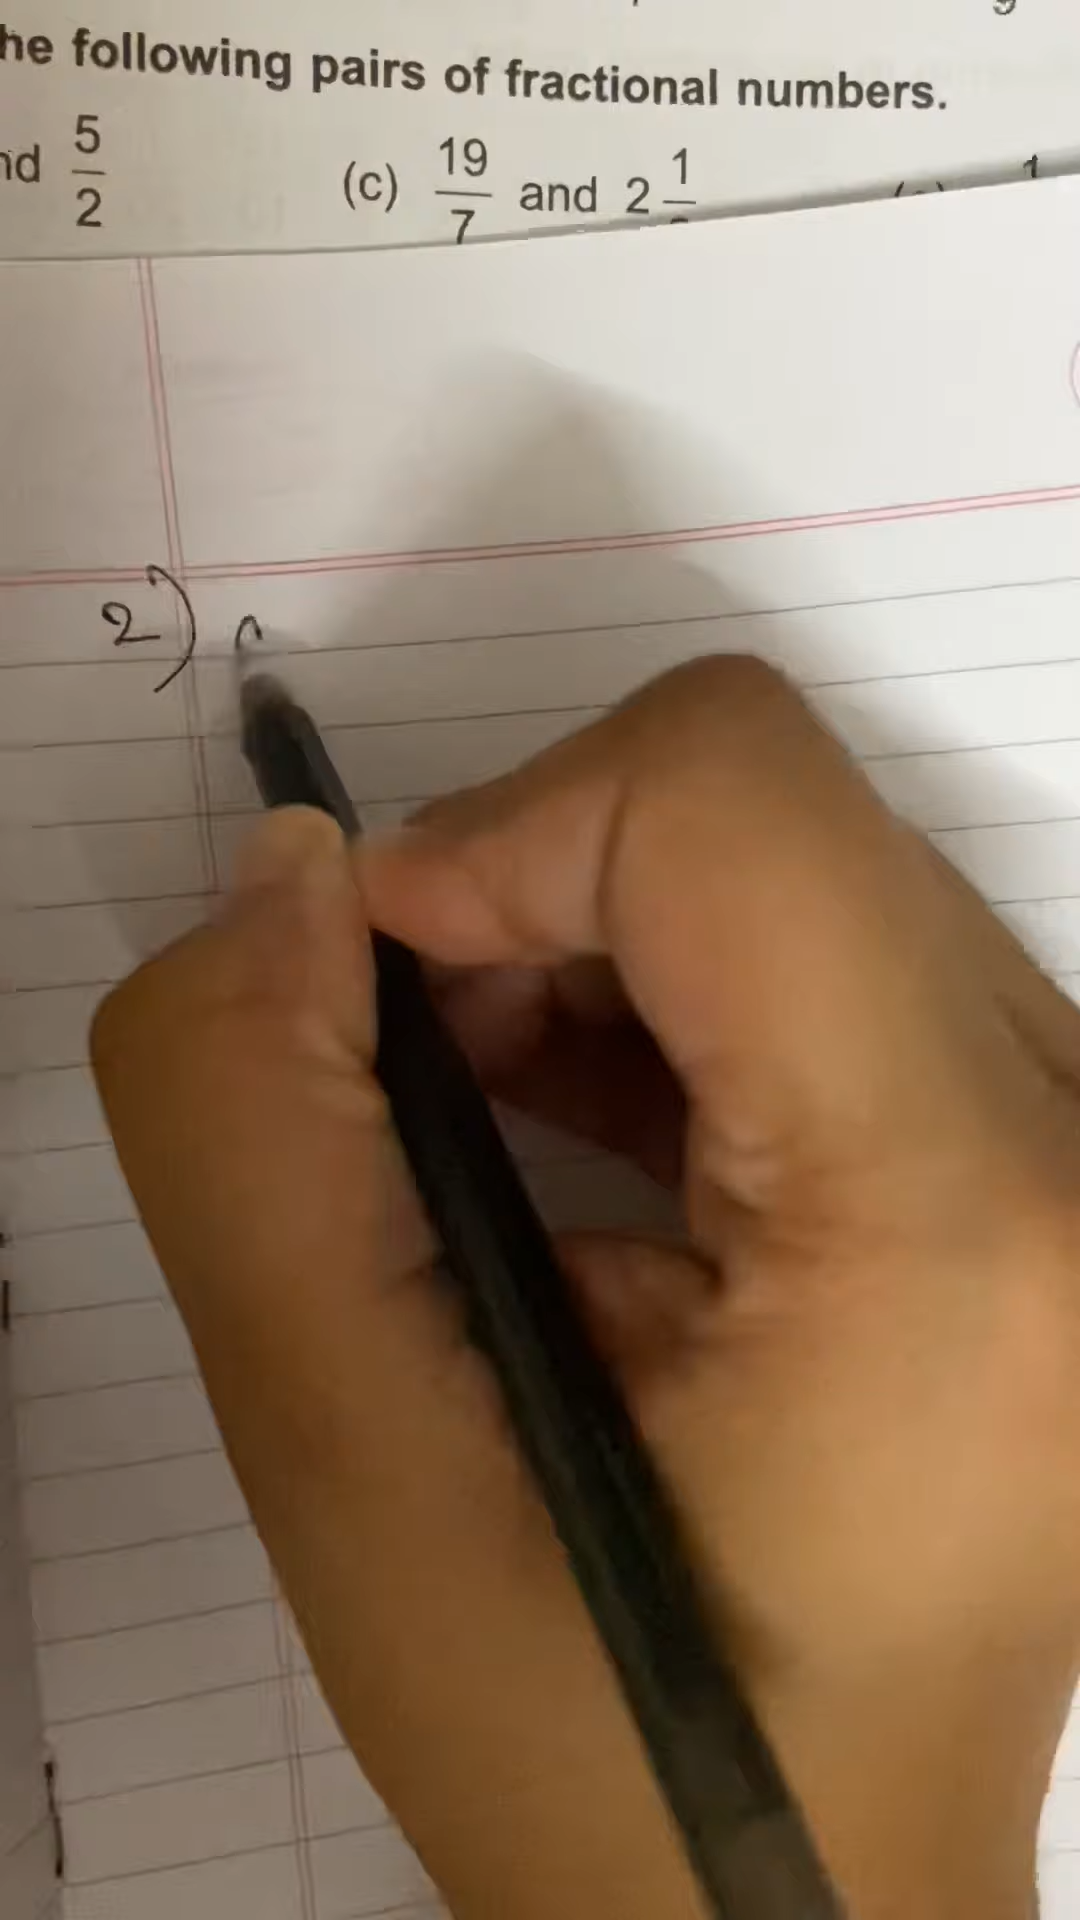 he following pairs of fractional numbers.
nd 5/2 (c) 19/7 and 2 1/
2)